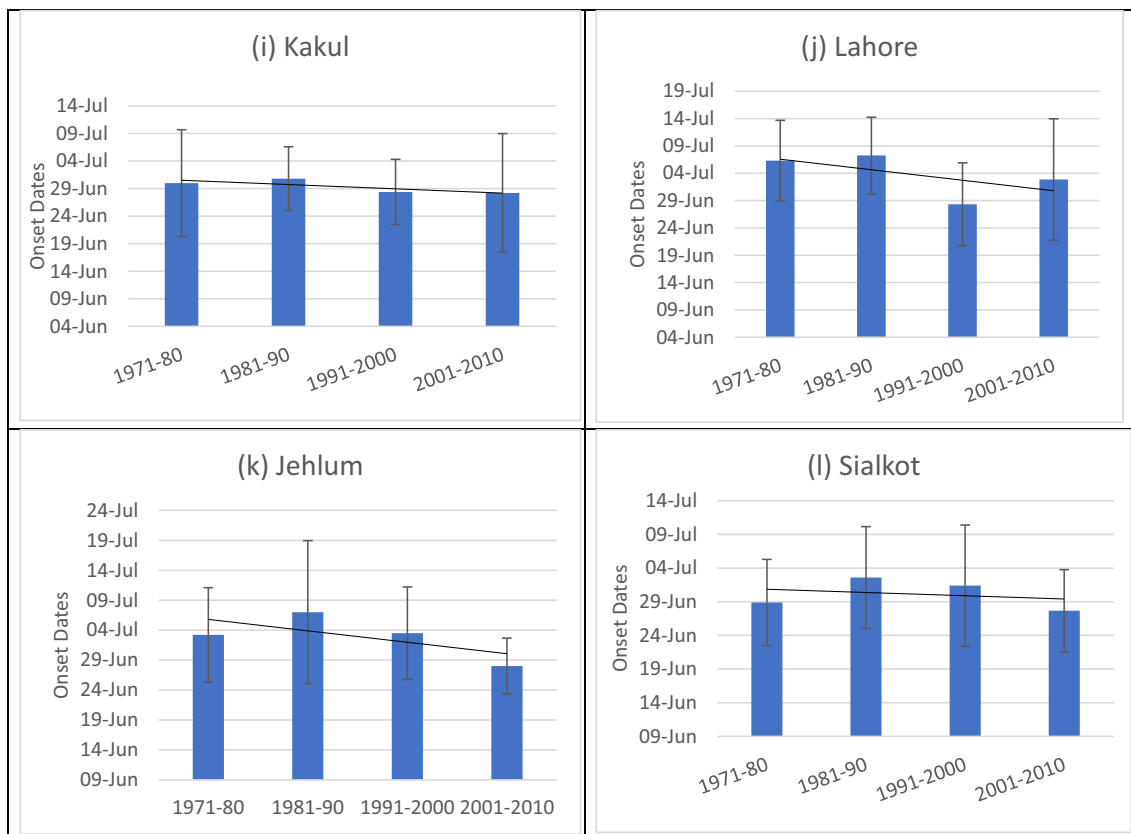 (i) Kakul
Onset Dates
14-Jul
09-Jul
04-Jul
29-Jun
24-Jun
19-Jun
14-Jun
09-Jun
04-Jun
1971-80 1981-90 1991-2000 2001-2010
(j) Lahore
Onset Dates
19-Jul
14-Jul
09-Jul
04-Jul
29-Jun
24-Jun
19-Jun
14-Jun
09-Jun
04-Jun
1971-80 1981-90 1991-2000 2001-2010
(k) Jehlum
Onset Dates
24-Jul
19-Jul
14-Jul
09-Jul
04-Jul
29-Jun
24-Jun
19-Jun
14-Jun
09-Jun
1971-80 1981-90 1991-2000 2001-2010
(l) Sialkot
Onset Dates
14-Jul
09-Jul
04-Jul
29-Jun
24-Jun
19-Jun
14-Jun
09-Jun
1971-80 1981-90 1991-2000 2001-2010